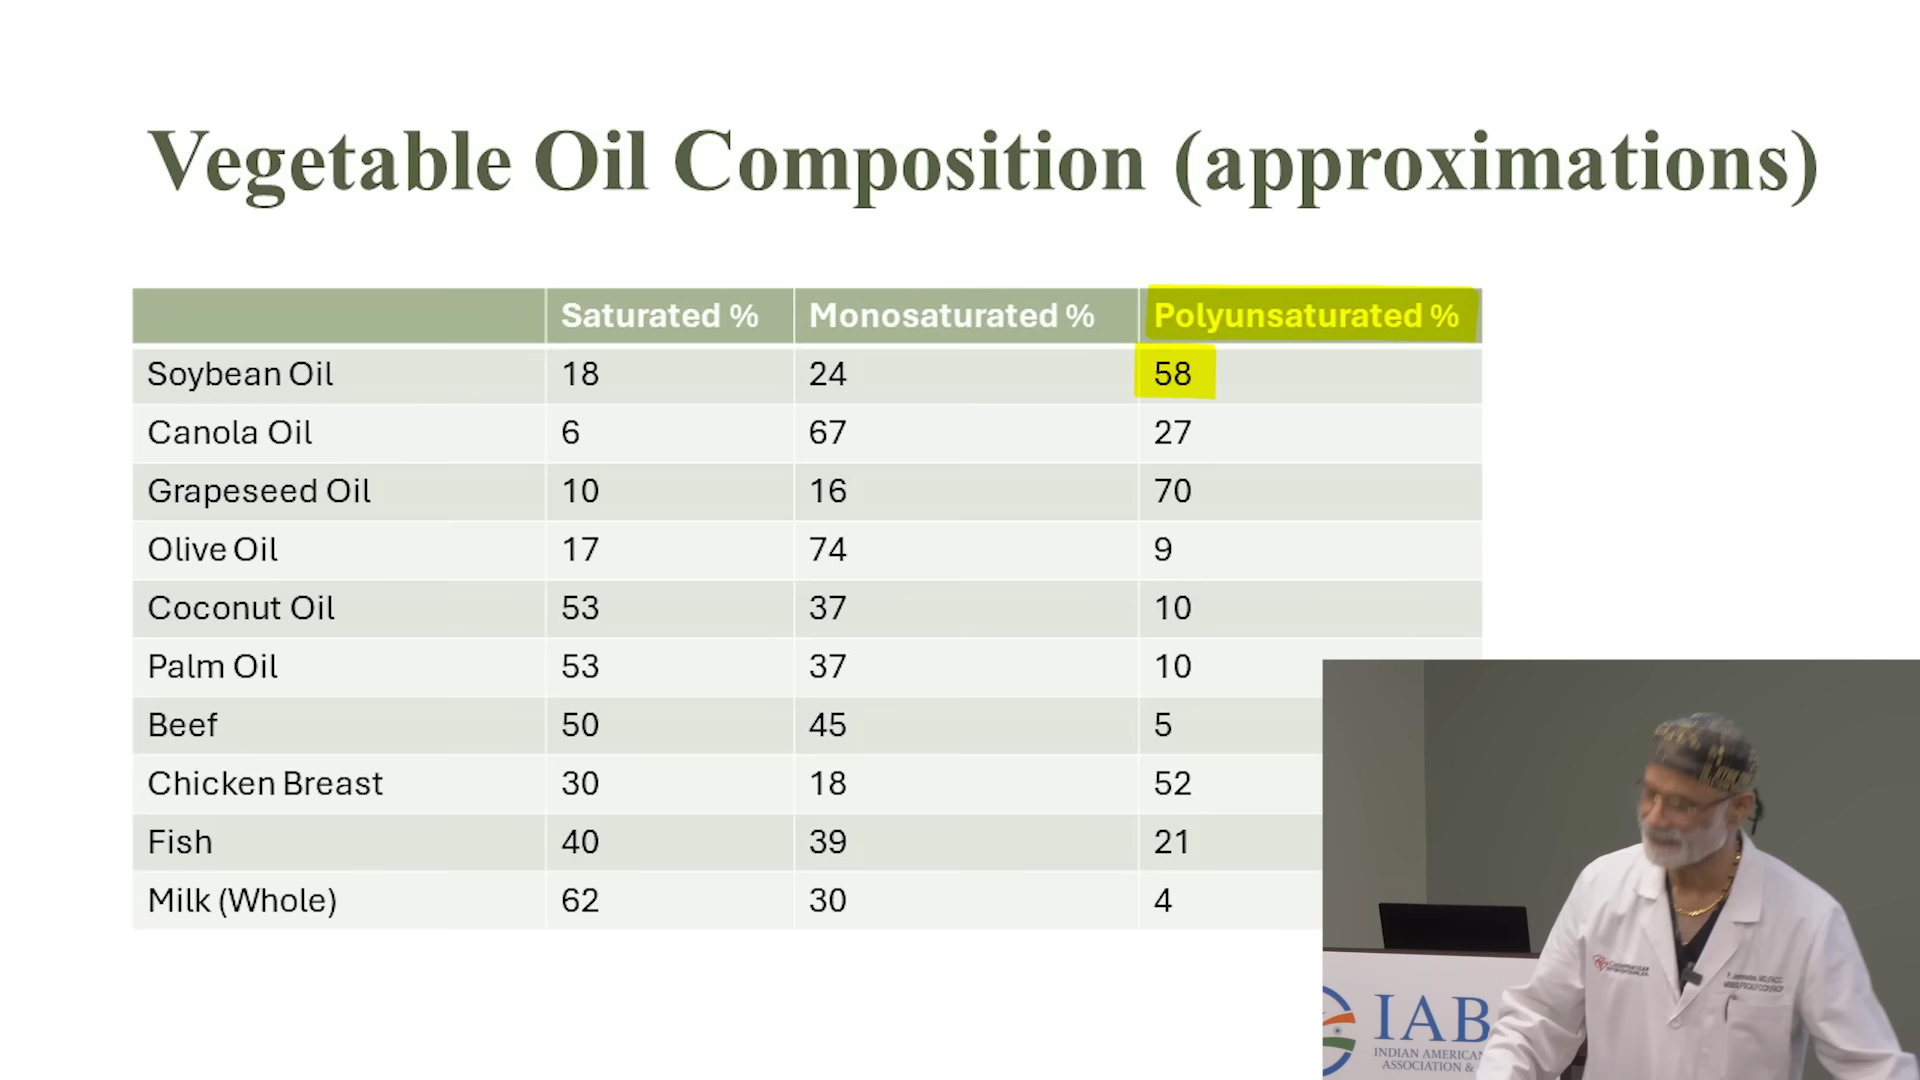 Vegetable Oil Composition (approximations)
Saturated % Monosaturated % Polyunsaturated %
Soybean Oil 18 24 58
Canola Oil 6 67 27
Grapeseed Oil 10 16 70
Olive Oil 17 74 9
Coconut Oil 53 37 10
Palm Oil 53 37 10
Beef 50 45 5
Chicken Breast 30 18 52
Fish 40 39 21
Milk (Whole) 62 30 4
IAB
INDIAN AMERICAN
ASSOCIATION &